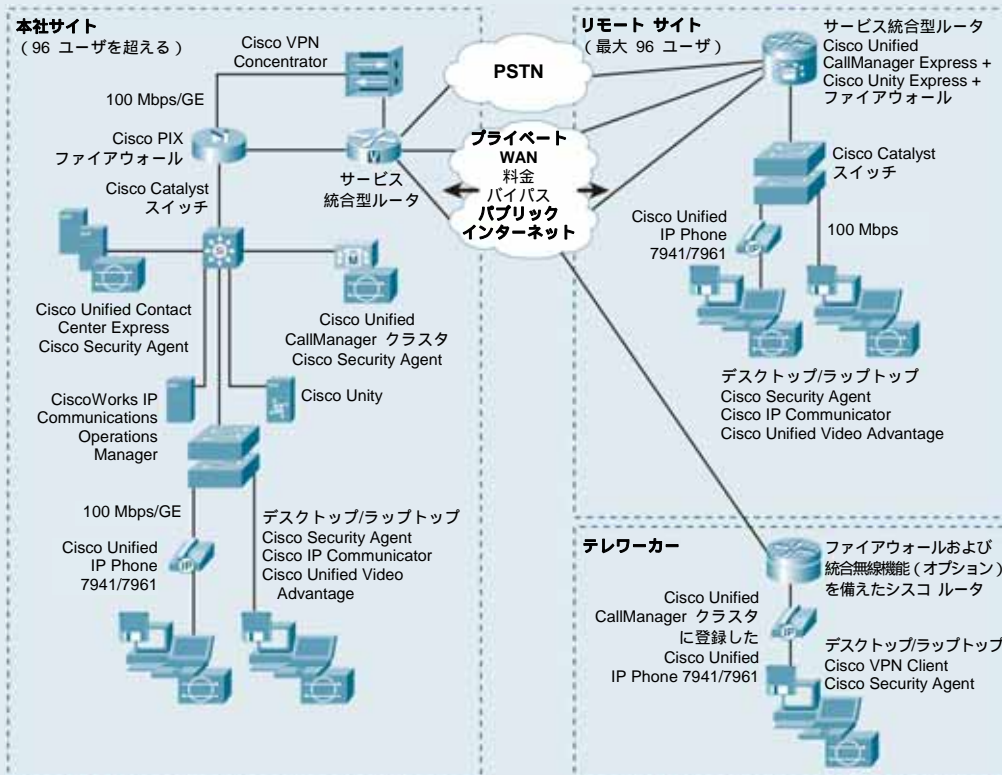 本社サイト
（96 ユーザを超える）
Cisco VPN
Concentrator
100 Mbps/GE
Cisco PIX
ファイアウォール
サービス
統合型ルータ
Cisco Catalyst
スイッチ
Si
M
V
Cisco Unified Contact
Center Express
Cisco Security Agent
Cisco Unified
CallManager クラスタ
Cisco Security Agent
CiscoWorks IP
Communications
Operations
Manager
Cisco Unity
100 Mbps/GE
Cisco Unified
IP Phone
7941/7961
IP
デスクトップ/ラップトップ
Cisco Security Agent
Cisco IP Communicator
Cisco Unified Video
Advantage
PSTN
プライベート
WAN
料金
バイパス
パブリック
インターネット
リモート サイト
（最大 96 ユーザ）
サービス統合型ルータ
Cisco Unified
CallManager Express +
Cisco Unity Express +
ファイアウォール
Cisco Catalyst
スイッチ
Cisco Unified
IP Phone
7941/7961
IP
100 Mbps
デスクトップ/ラップトップ
Cisco Security Agent
Cisco IP Communicator
Cisco Unified Video Advantage
テレワーカー
ファイアウォールおよび
統合無線機能（オプション）
を備えたシスコ ルータ
Cisco Unified
CallManager クラスタ
に登録した
Cisco Unified
IP Phone 7941/7961
IP
デスクトップ/ラップトップ
Cisco VPN Client
Cisco Security Agent